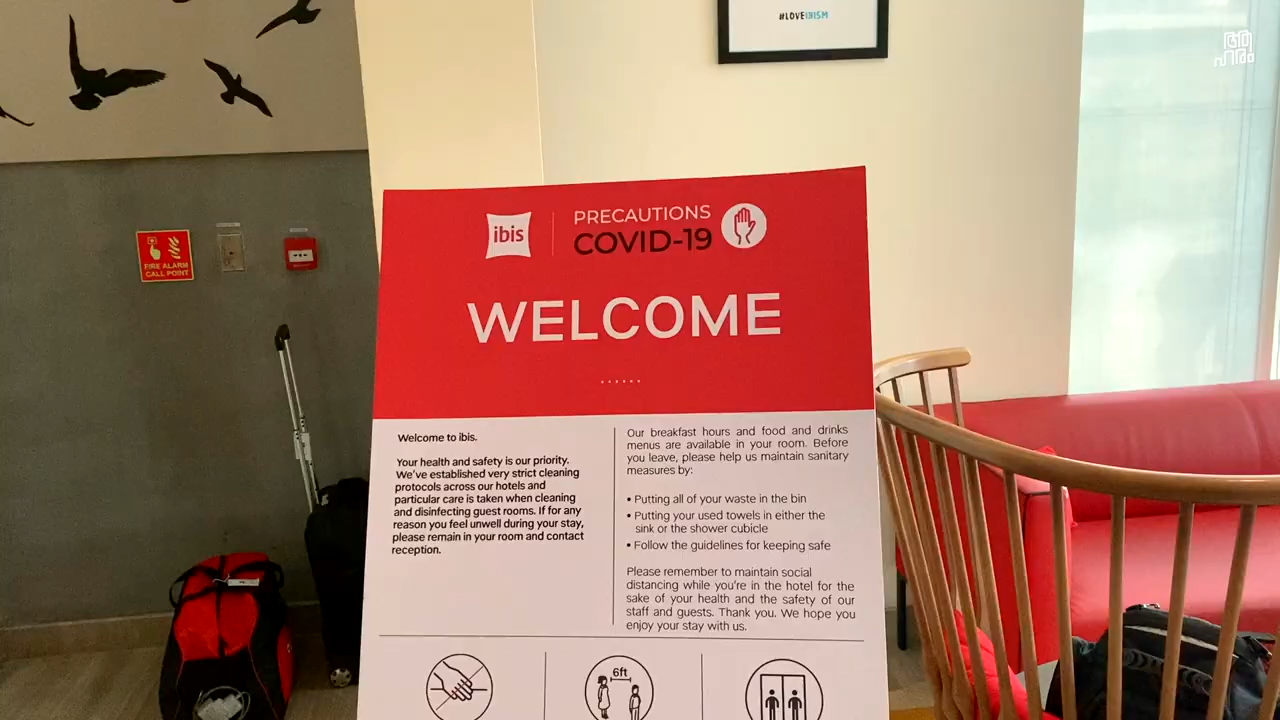 #LOVEIBISM
ആ
ഹാരം
FIRE ALARM
CALL POINT
ibis
PRECAUTIONS
COVID-19
WELCOME
Welcome to ibis.
Your health and safety is our priority.
We've established very strict cleaning
protocols across our hotels and
particular care is taken when cleaning
and disinfecting guest rooms. If for any
reason you feel unwell during your stay,
please remain in your room and contact
reception.
Our breakfast hours and food and drinks
menus are available in your room. Before
you leave, please help us maintain sanitary
measures by:
• Putting all of your waste in the bin
• Putting your used towels in either the
sink or the shower cubicle
• Follow the guidelines for keeping safe
Please remember to maintain social
distancing while you're in the hotel for the
sake of your health and the safety of our
staff and guests. Thank you. We hope you
enjoy your stay with us.
6ft